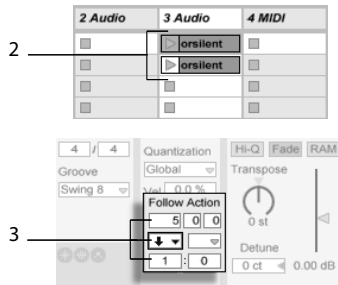 2 Audio 3 Audio 4 MIDI
2
orsilent
orsilent
4 / 4 Quantization Hi-Q Fade RAM
Groove Global Transpose
Swing 8 Vel 0.0 %
Follow Action
5 0 0 0 st
3
Detune
1 : 0 0 ct 0.00 dB